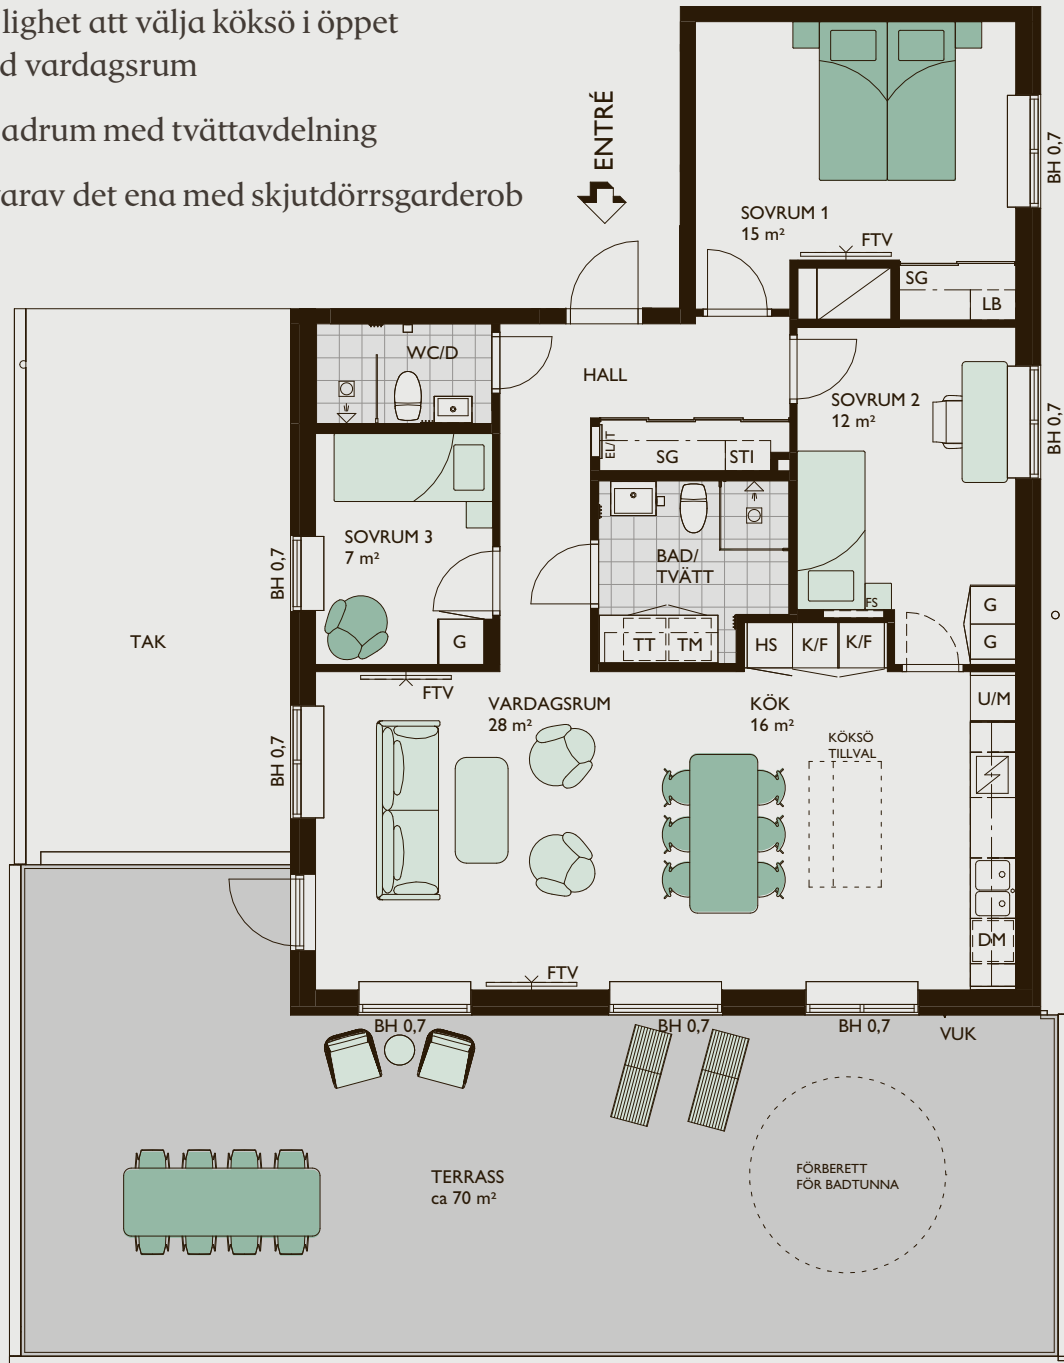 lighet att välja köksö i öppet
d vardagsrum
adrum med tvättavdelning
arav det ena med skjutdörrsgarderob
ENTRÉ
BH 0,7
SOVRUM 1
15 m²
FTV
SG
LB
WC/D
HALL
SOVRUM 2
12 m²
BH 0,7
EL/IT
SG
STI
SOVRUM 3
7 m²
BH 0,7
BAD/
TVÄTT
FS
G
G
TAK
G
TT
TM
HS
K/F
K/F
FTV
VARDAGSRUM
28 m²
KÖK
16 m²
U/M
BH 0,7
KÖKSÖ
TILLVAL
DM
FTV
BH 0,7
BH 0,7
BH 0,7
VUK
TERRASS
ca 70 m²
FÖRBERETT
FÖR BADTUNNA